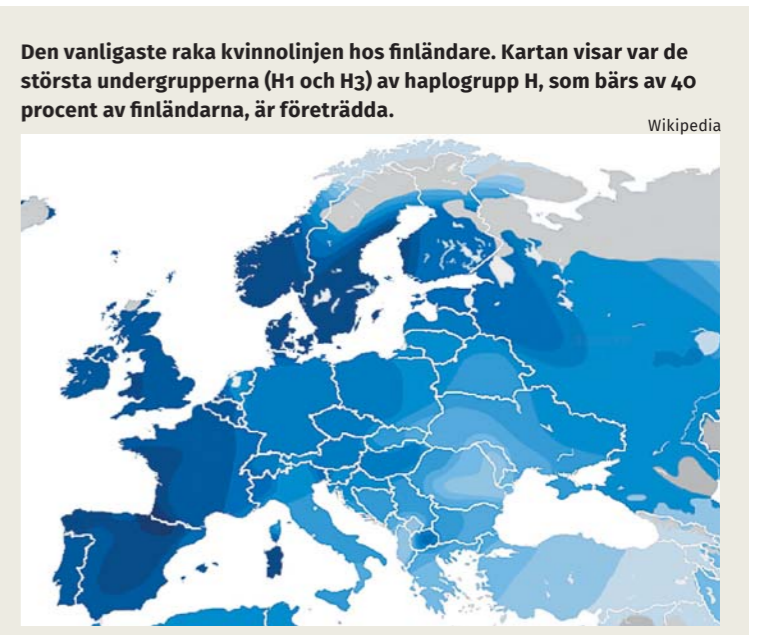 Den vanligaste raka kvinnolinjen hos finländare. Kartan visar var de
största undergrupperna (H1 och H3) av haplogrupp H, som bärs av 40
procent av finländarna, är företrädda.
Wikipedia